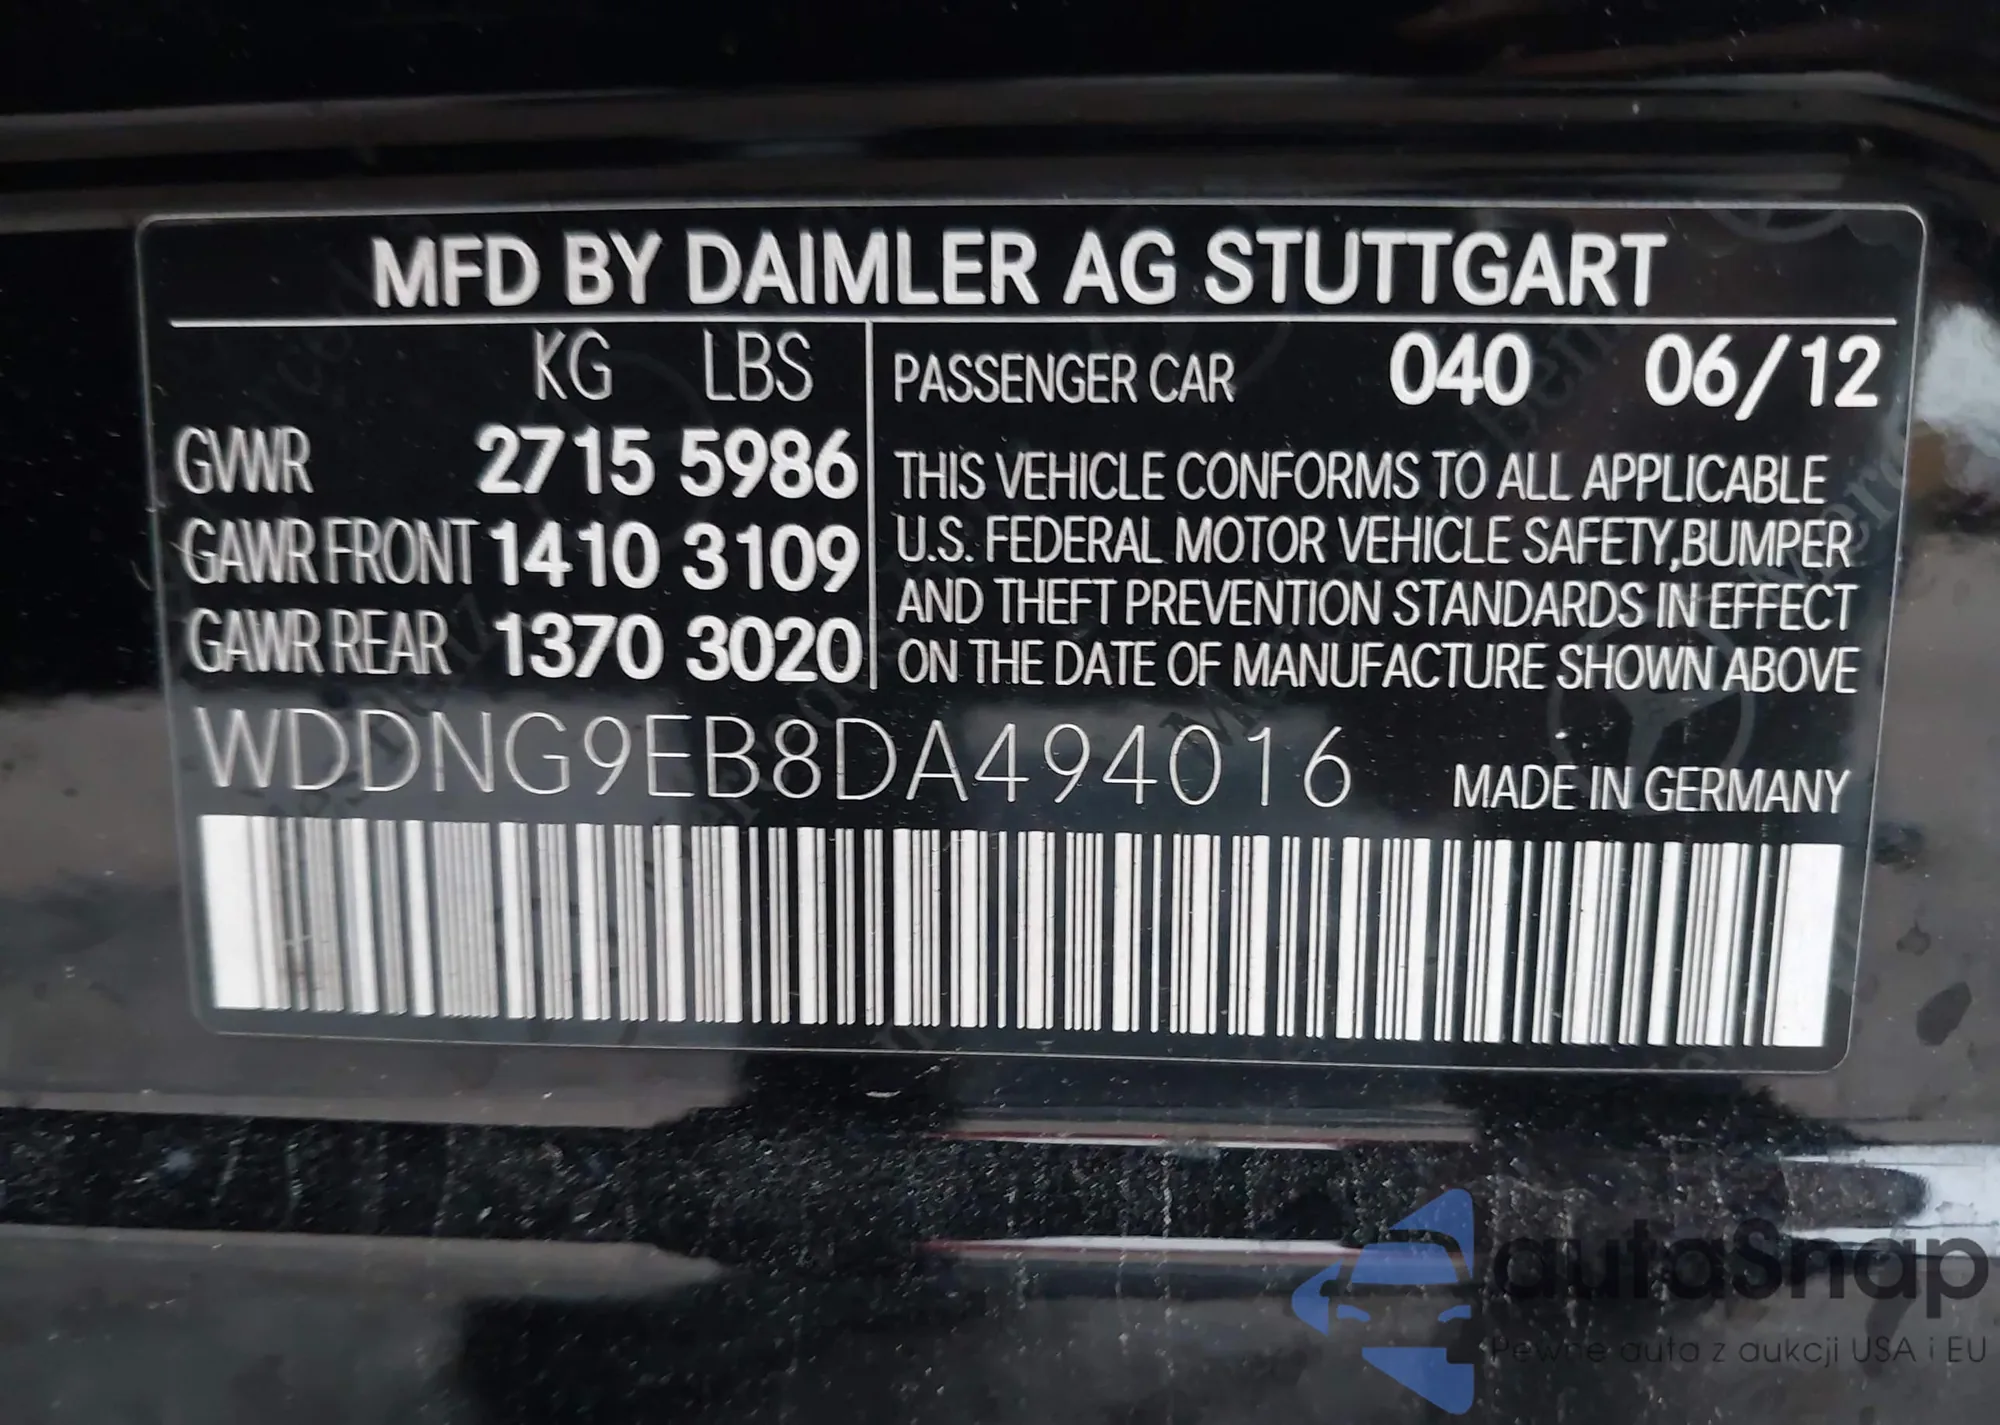 MFD BY DAIMLER AG STUTTGART
KG LBS
GVWR 2715 5986
GAWR FRONT 1410 3109
GAWR REAR 1370 3020
PASSENGER CAR 040 06/12
THIS VEHICLE CONFORMS TO ALL APPLICABLE
U.S. FEDERAL MOTOR VEHICLE SAFETY,BUMPER
AND THEFT PREVENTION STANDARDS IN EFFECT
ON THE DATE OF MANUFACTURE SHOWN ABOVE
WDDNG9EB8DA494016
MADE IN GERMANY
autaSnap
Pewne auta z aukcji USA i EU